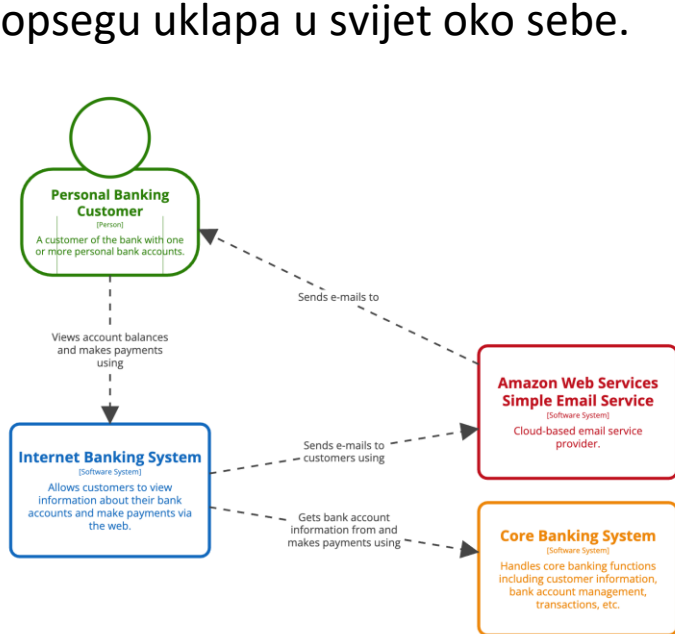 opsegu uklapa u svijet oko sebe.
Personal Banking
Customer
[Person]
A customer of the bank with one
or more personal bank accounts.
Sends e-mails to
Views account balances
and makes payments
using
Amazon Web Services
Simple Email Service
[Software System]
Cloud-based email service
provider.
Internet Banking System
[Software System]
Allows customers to view
information about their bank
accounts and make payments via
the web.
Sends e-mails to
customers using
Gets bank account
information from and
makes payments using
Core Banking System
[Software System]
Handles core banking functions
including customer information,
bank account management,
transactions, etc.